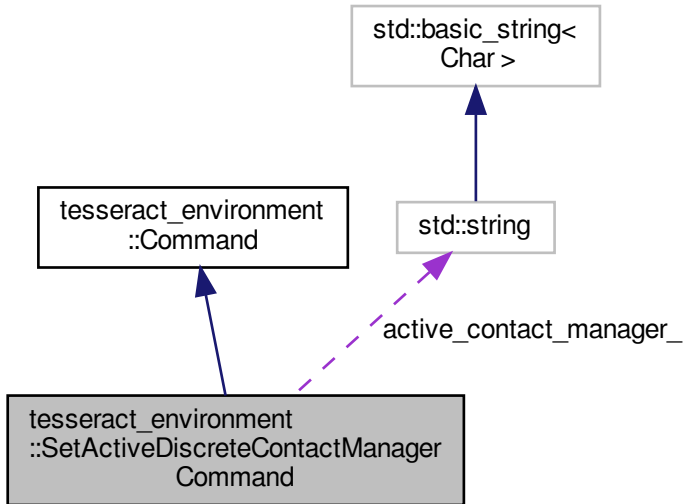 std::basic_string<
Char >
tesseract_environment
::Command
std::string
active_contact_manager_
tesseract_environment
::SetActiveDiscreteContactManager
Command